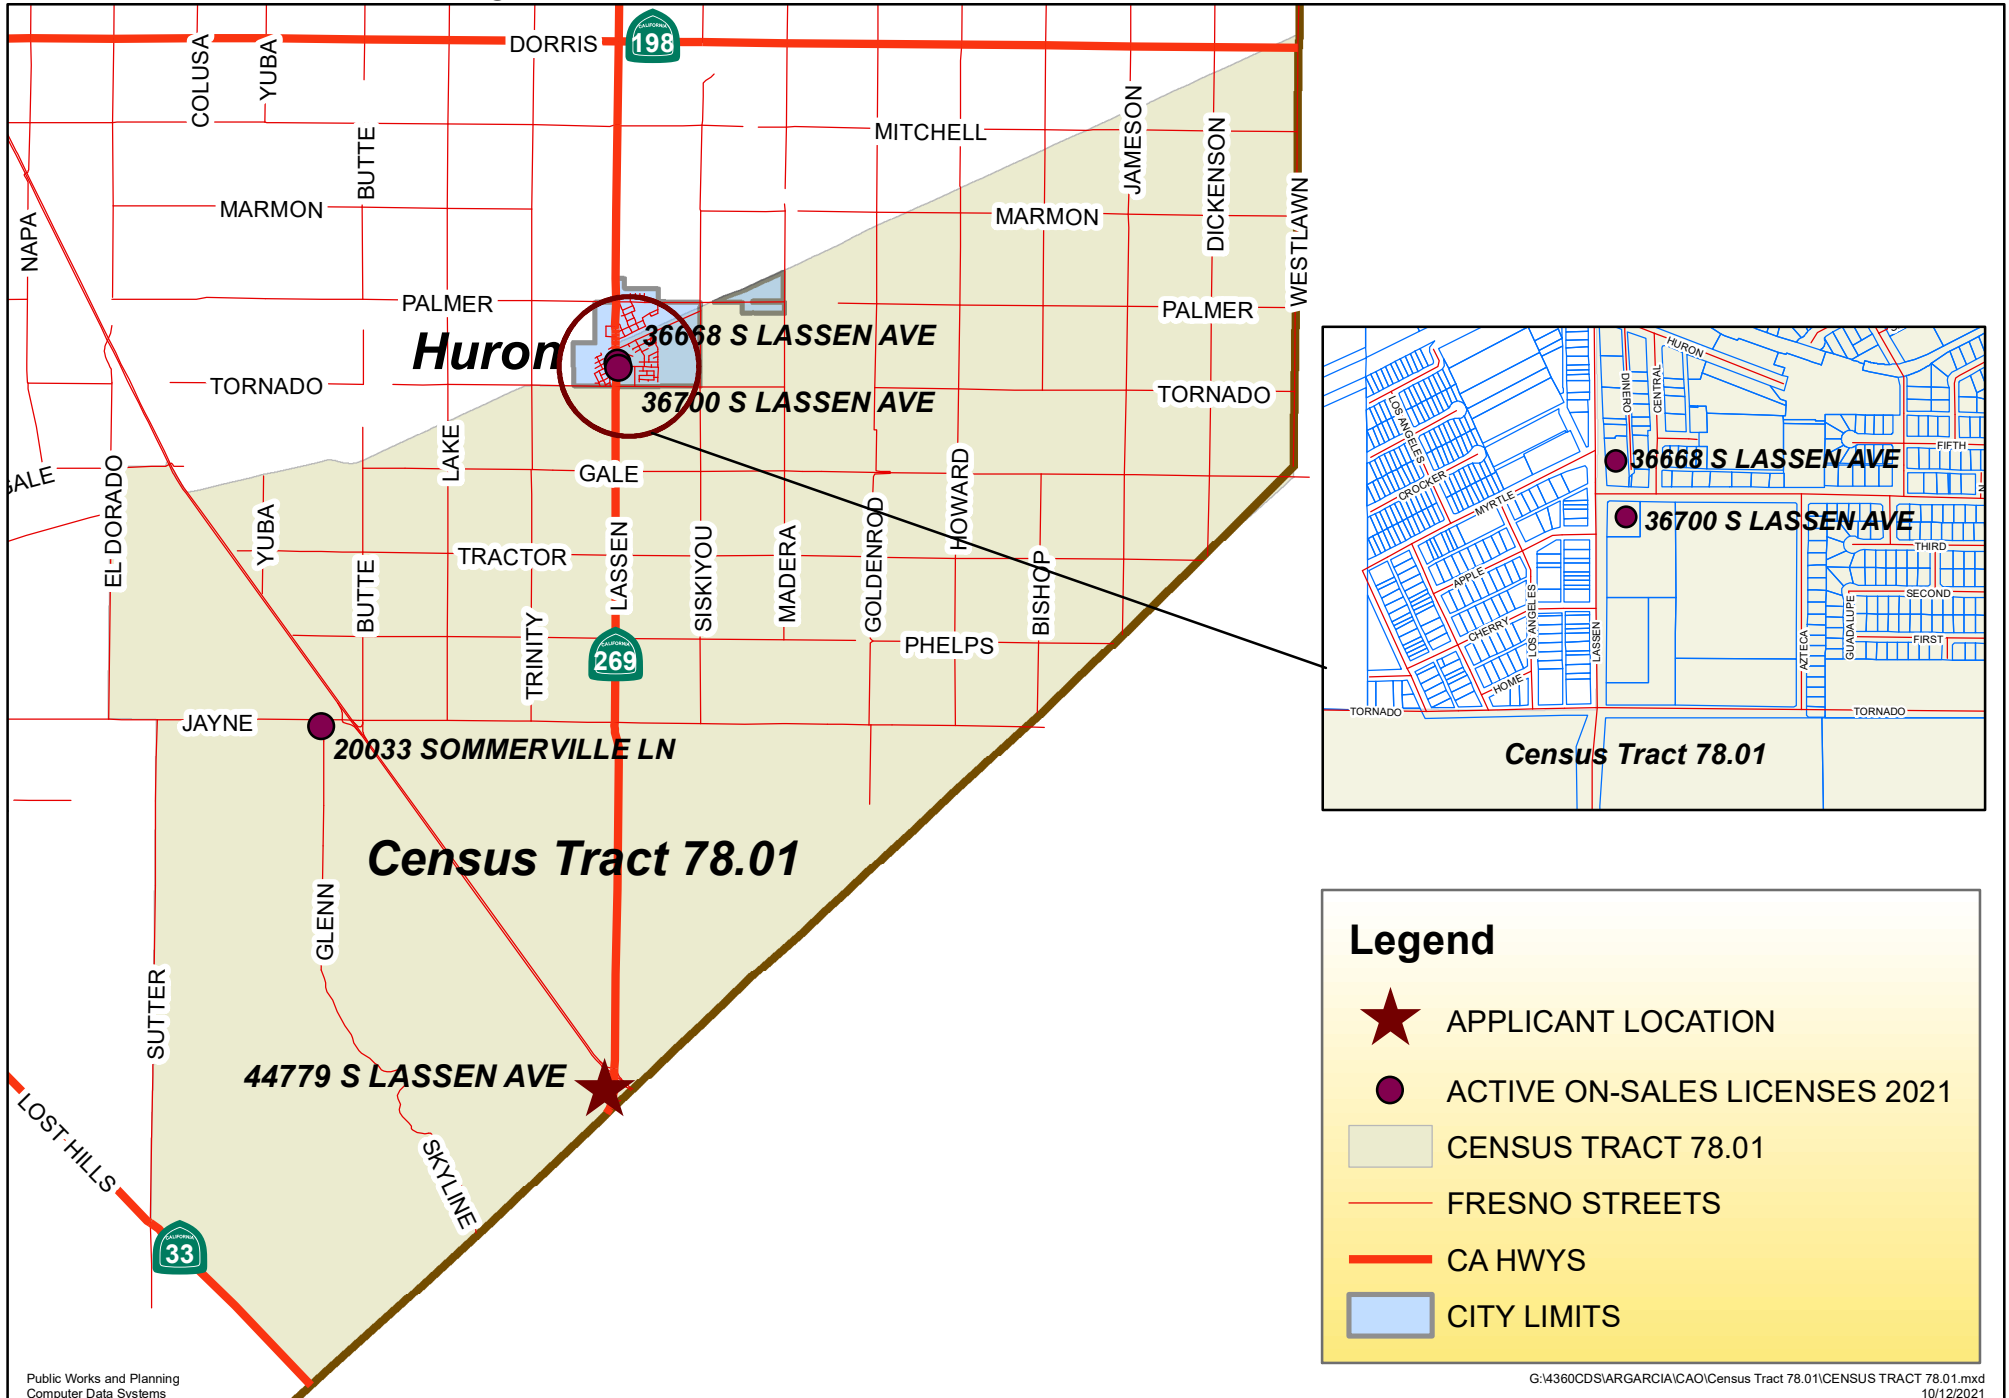 DORRIS
CALIFORNIA
198
COLUSA
YUBA
BUTTE
MITCHELL
JAMESON
DICKENSON
WESTLAWN
NAPA
MARMON
MARMON
PALMER
PALMER
Huron
36668 S LASSEN AVE
36700 S LASSEN AVE
TORNADO
TORNADO
LAKE
GALE
GALE
EL DORADO
YUBA
BUTTE
TRACTOR
TRINITY
LASSEN
SISKIYOU
MADERA
GOLDENROD
HOWARD
BISHOP
PHELPS
CALIFORNIA
269
JAYNE
20033 SOMMERVILLE LN
Census Tract 78.01
GLENN
SUTTER
44779 S LASSEN AVE
SKYLINE
LOST HILLS
CALIFORNIA
33
HURON
DINERO
CENTRAL
LOS ANGELES
FIFTH
36668 S LASSEN AVE
CROCKER
MYRTLE
36700 S LASSEN AVE
THIRD
APPLE
LOS ANGELES
SECOND
GUADALUPE
CHERRY
LASSEN
AZTECA
FIRST
HOME
TORNADO
TORNADO
Census Tract 78.01
Legend
APPLICANT LOCATION
ACTIVE ON-SALES LICENSES 2021
CENSUS TRACT 78.01
FRESNO STREETS
CA HWYS
CITY LIMITS
Public Works and Planning
Computer Data Systems
G:\4360CDS\ARGARCIA\CAO\Census Tract 78.01\CENSUS TRACT 78.01.mxd
10/12/2021